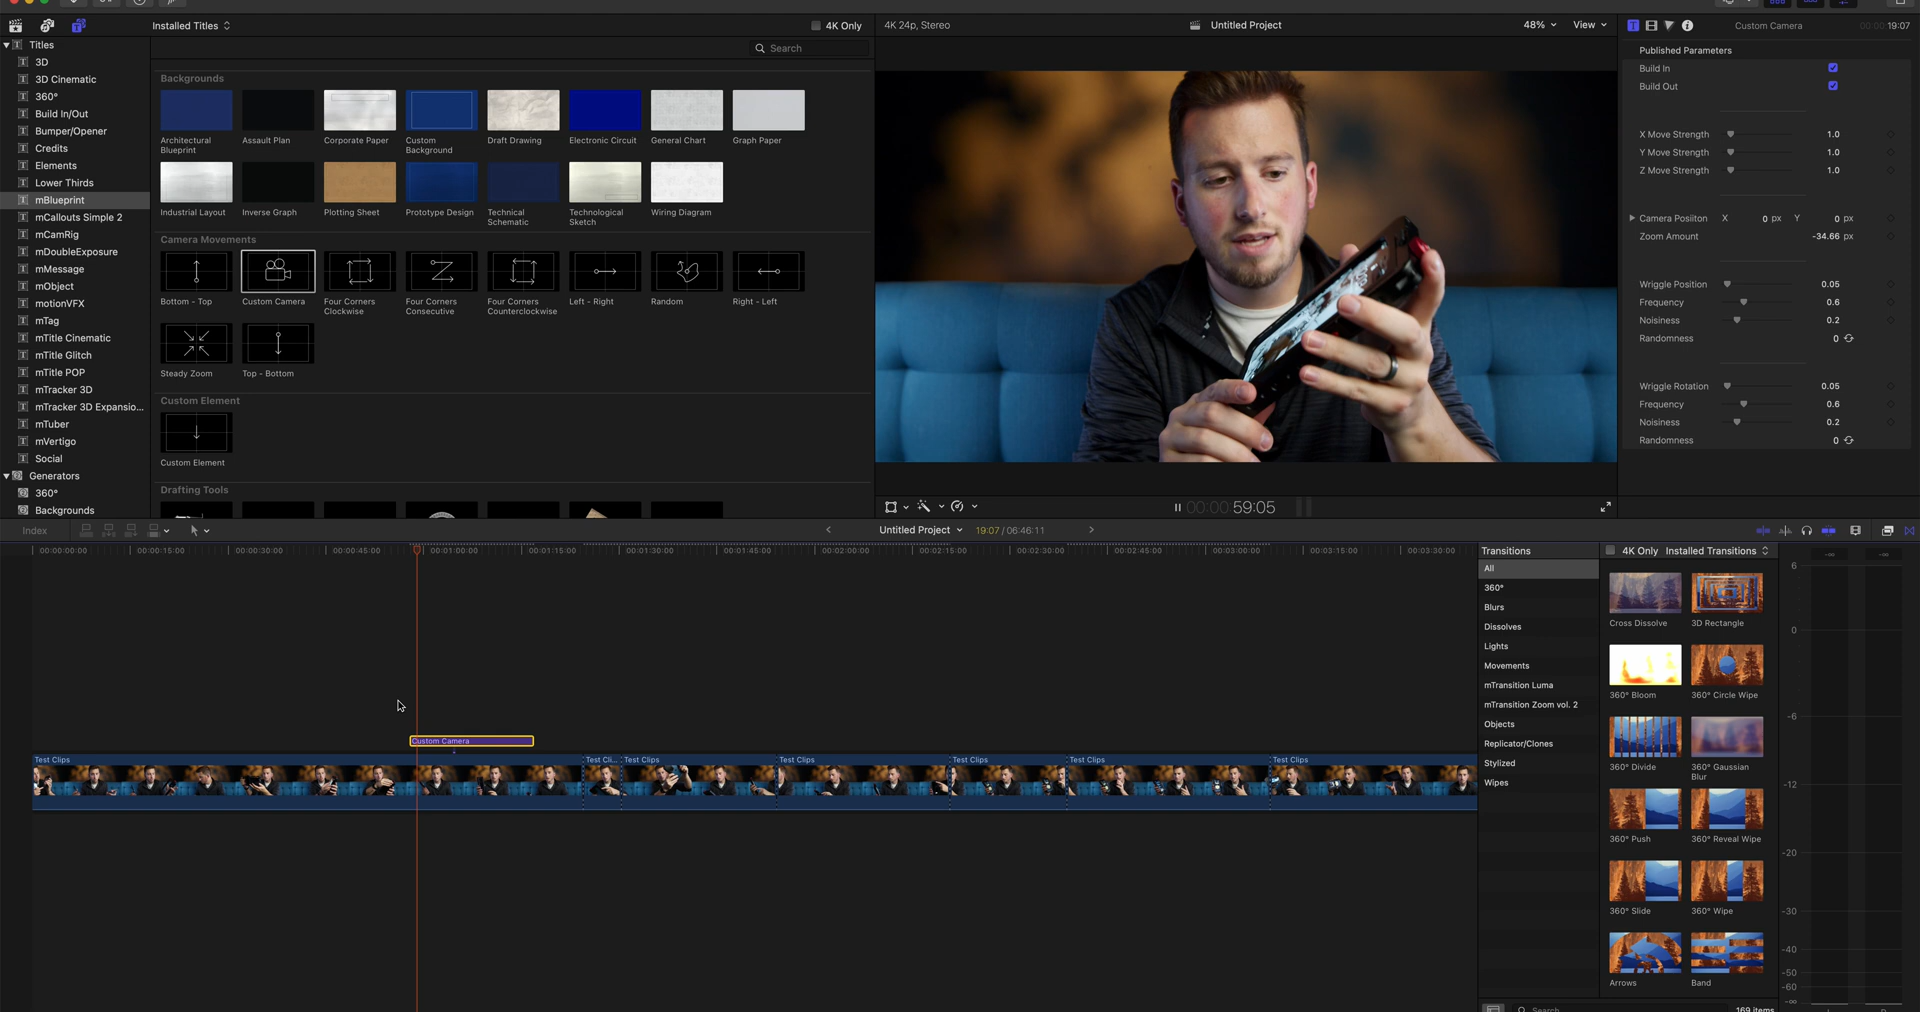 Installed Titles
4K Only
4K 24p, Stereo
Untitled Project
48%
View
Custom Camera
00:00:19:07
Titles
3D
3D Cinematic
360°
Build In/Out
Bumper/Opener
Credits
Elements
Lower Thirds
mBlueprint
mCallouts Simple 2
mCamRig
mDoubleExposure
mMessage
mObject
motionVFX
mTag
mTitle Cinematic
mTitle Glitch
mTitle POP
mTracker 3D
mTracker 3D Expansio...
mTuber
mVertigo
Social
Generators
360°
Backgrounds
Search
Backgrounds
Architectural Blueprint
Assault Plan
Corporate Paper
Custom Background
Draft Drawing
Electronic Circuit
General Chart
Graph Paper
Industrial Layout
Inverse Graph
Plotting Sheet
Prototype Design
Technical Schematic
Technological Sketch
Wiring Diagram
Camera Movements
Bottom - Top
Custom Camera
Four Corners Clockwise
Four Corners Consecutive
Four Corners Counterclockwise
Left - Right
Random
Right - Left
Steady Zoom
Top - Bottom
Custom Element
Custom Element
Drafting Tools
Published Parameters
Build In
Build Out
X Move Strength 1.0
Y Move Strength 1.0
Z Move Strength 1.0
Camera Posiiton X 0 px Y 0 px
Zoom Amount -34.66 px
Wriggle Position 0.05
Frequency 0.6
Noisiness 0.2
Randomness 0
Wriggle Rotation 0.05
Frequency 0.6
Noisiness 0.2
Randomness 0
00:00:59:05
Index
Untitled Project
19:07 / 06:46:11
00:00:00:00
00:00:15:00
00:00:30:00
00:00:45:00
00:01:00:00
00:01:15:00
00:01:30:00
00:01:45:00
00:02:00:00
00:02:15:00
00:02:30:00
00:02:45:00
00:03:00:00
00:03:15:00
00:03:30:00
Custom Camera
Test Clips
Test Cli...
Test Clips
Test Clips
Test Clips
Test Clips
Test Clips
Transitions
4K Only
Installed Transitions
All
360°
Blurs
Dissolves
Lights
Movements
mTransition Luma
mTransition Zoom vol. 2
Objects
Replicator/Clones
Stylized
Wipes
Cross Dissolve
3D Rectangle
360° Bloom
360° Circle Wipe
360° Divide
360° Gaussian Blur
360° Push
360° Reveal Wipe
360° Slide
360° Wipe
Arrows
Band
Search
169 items
-∞
-∞
6
0
-6
-12
-20
-30
-40
-50
-60
-∞